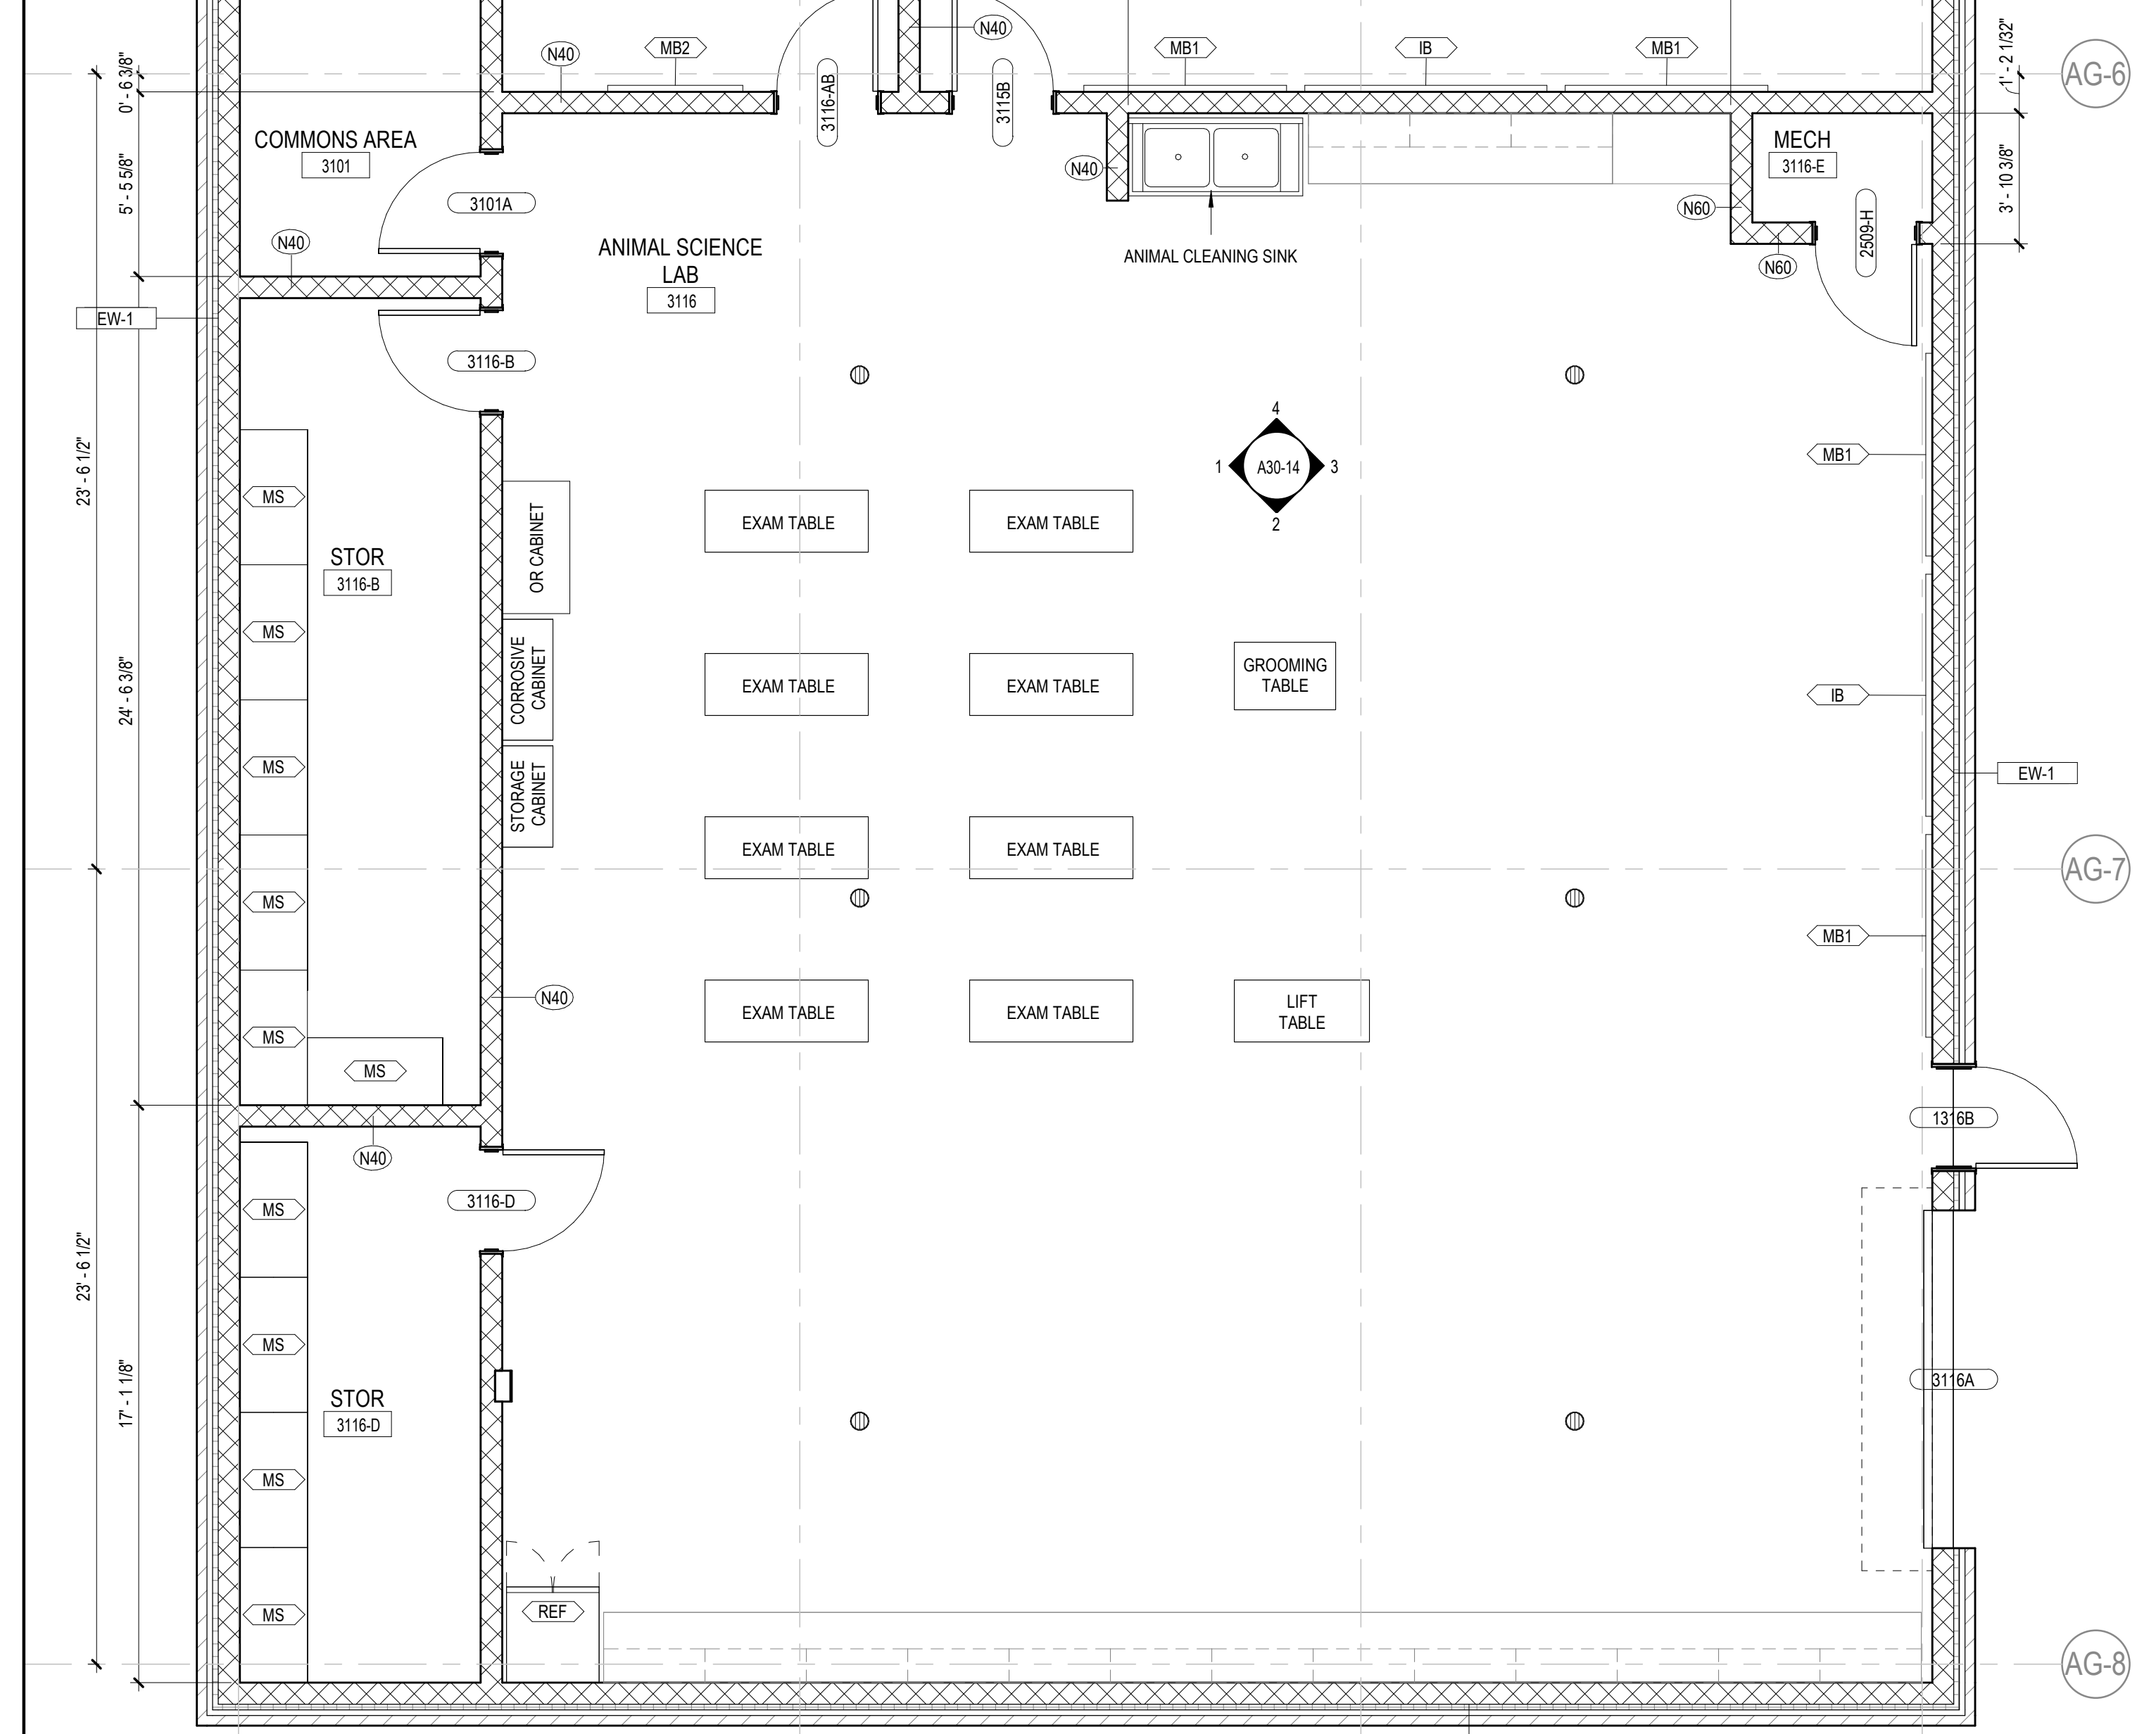 N40
N40
MB2
MB1
IB
MB1
AG-6
0' - 6 3/8"
1' - 2 1/32"
3116-AB
3115B
COMMONS AREA
3101
5' - 5 5/8"
3101A
N40
N40
MECH
3116-E
3' - 10 3/8"
N60
2509-H
N60
ANIMAL SCIENCE
LAB
3116
ANIMAL CLEANING SINK
EW-1
3116-B
4
1
A30-14
3
2
MB1
23' - 6 1/2"
MS
OR CABINET
EXAM TABLE
EXAM TABLE
STOR
3116-B
MS
24' - 6 3/8"
CORROSIVE
CABINET
EXAM TABLE
EXAM TABLE
GROOMING
TABLE
IB
MS
STORAGE
CABINET
EW-1
EXAM TABLE
EXAM TABLE
AG-7
MS
MB1
N40
EXAM TABLE
EXAM TABLE
LIFT
TABLE
MS
MS
1316B
N40
MS
3116-D
23' - 6 1/2"
MS
17' - 1 1/8"
STOR
3116-D
3116A
MS
REF
MS
AG-8